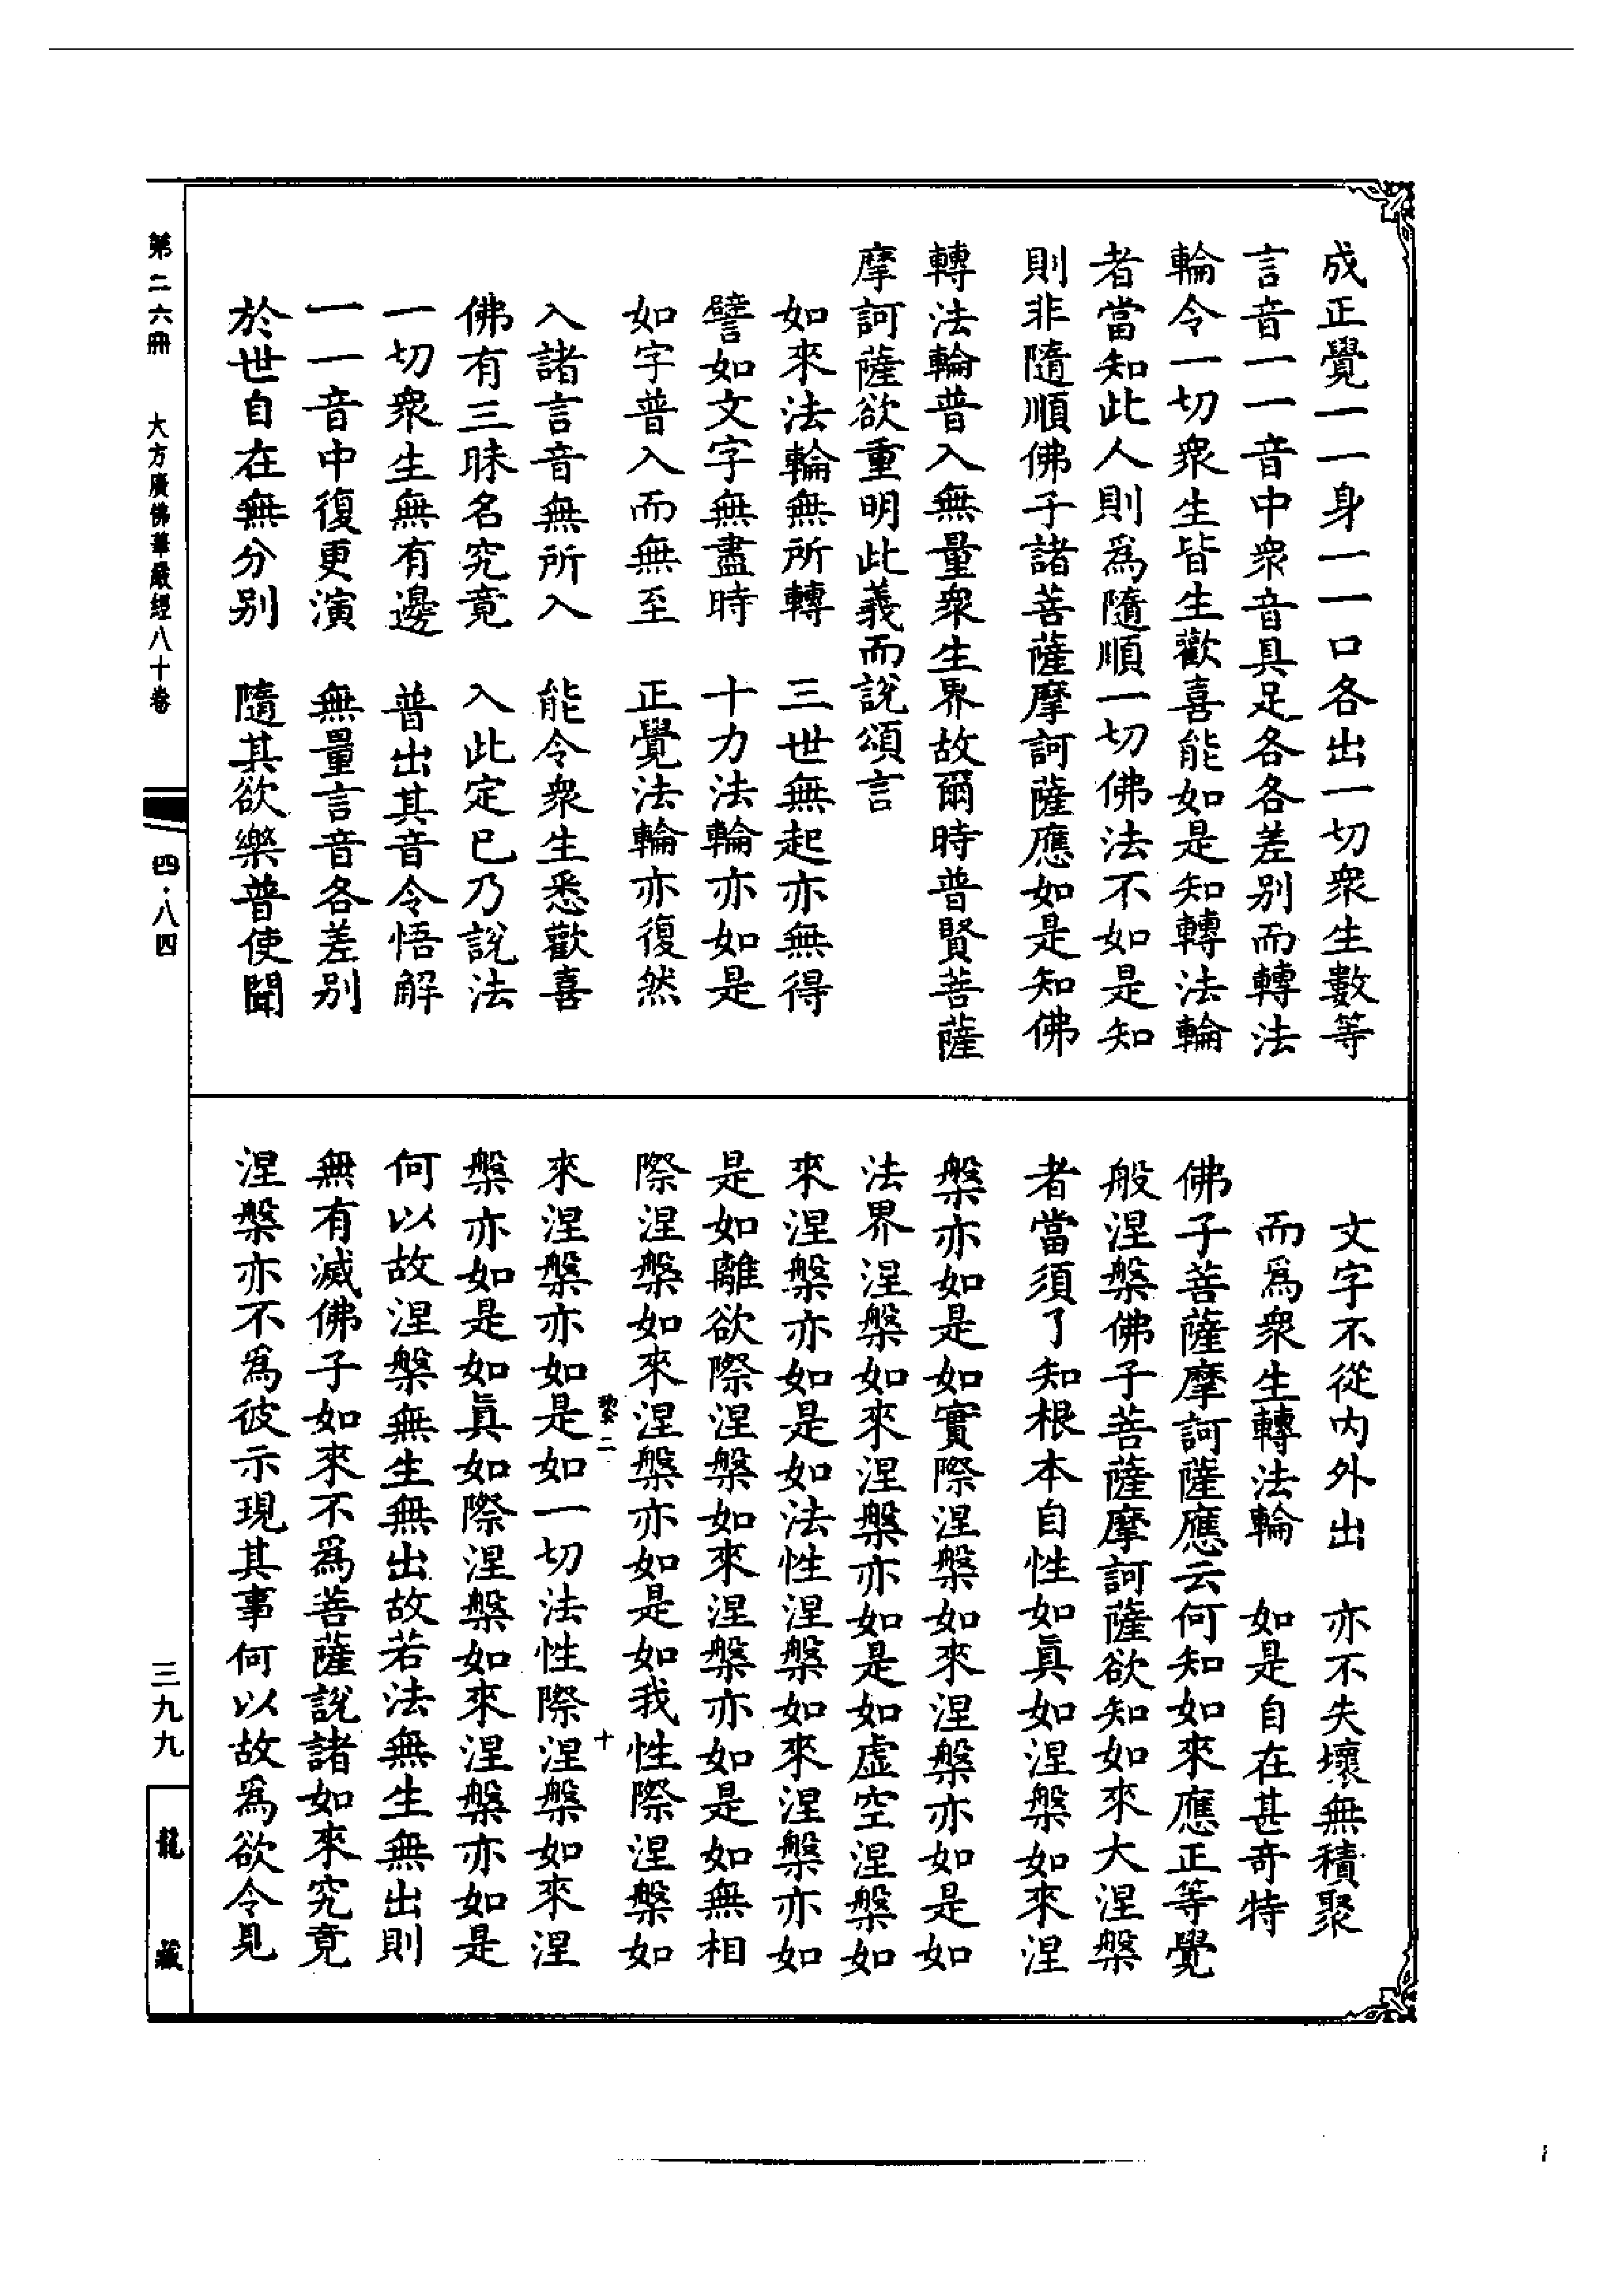 成正覺一一身一一口各出一切衆生數等
言音一一音中衆音具足各各差别而轉法
輪令一切衆生皆生歡喜能如是知轉法輪
者當知此人則爲隨順一切佛法不如是知
則非隨順佛子諸菩薩摩訶薩應如是知佛
轉法輪普入無量衆生界故爾時普賢菩薩
摩訶薩欲重明此義而說頌言
如來法輪無所轉　三世無起亦無得
譬如文字無盡時　十力法輪亦如是
如字普入而無至　正覺法輪亦復然
入諸言音無所入　能令衆生悉歡喜
佛有三昧名究竟　入此定已乃說法
一切衆生無有邊　普出其音令悟解
一一音中復更演　無量言音各差别
於世自在無分别　隨其欲樂普使聞
文字不從内外出　亦不失壞無積聚
而爲衆生轉法輪　如是自在甚奇特
佛子菩薩摩訶薩應云何知如來應正等覺
般涅槃佛子菩薩摩訶薩欲知如來大涅槃
者當須了知根本自性如眞如涅槃如來涅
槃亦如是如實際涅槃如來涅槃亦如是如
法界涅槃如來涅槃亦如是如虛空涅槃如
來涅槃亦如是如法性涅槃如來涅槃亦如
是如離欲際涅槃如來涅槃亦如是如無相
際涅槃如來涅槃亦如是如我性際涅槃如
二　十
來涅槃亦如是如一切法性際涅槃如來涅
槃亦如是如眞如際涅槃如來涅槃亦如是
何以故涅槃無生無出故若法無生無出則
無有滅佛子如來不爲菩薩說諸如來究竟
涅槃亦不爲彼示現其事何以故爲欲令見
第二六冊　大方廣佛華嚴經八十卷　四·八四　三九九　龍藏